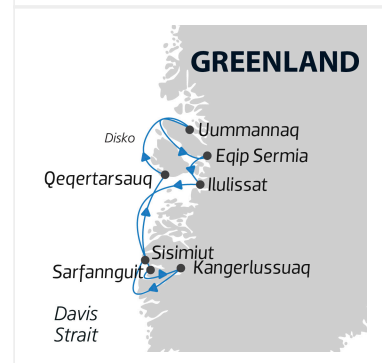 GREENLAND
Uummannaq
Disko
Eqip Sermia
Qeqertarsauq
Ilulissat
Sisimiut
Sarfannguit
Kangerlussuaq
Davis
Strait